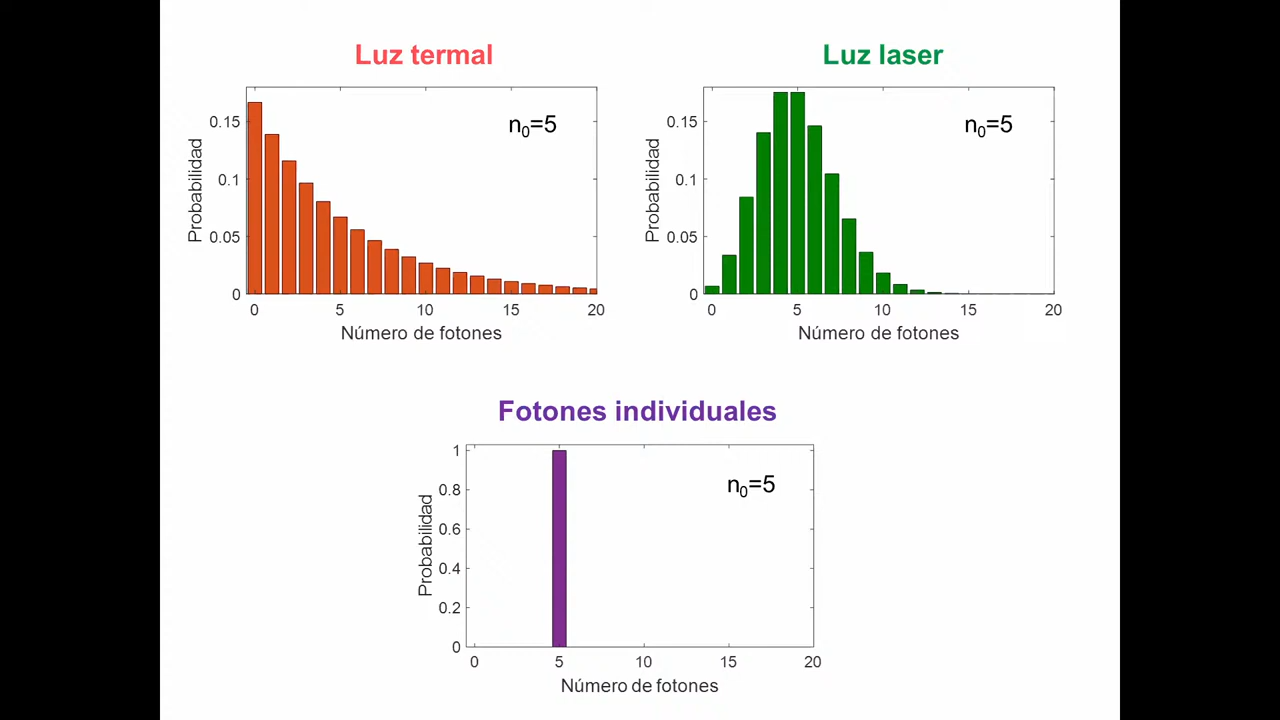 Luz termal
n₀=5
Probabilidad
0.15
0.1
0.05
0
0 5 10 15 20
Número de fotones
Luz laser
n₀=5
Probabilidad
0.15
0.1
0.05
0
0 5 10 15 20
Número de fotones
Fotones individuales
n₀=5
Probabilidad
1
0.8
0.6
0.4
0.2
0
0 5 10 15 20
Número de fotones